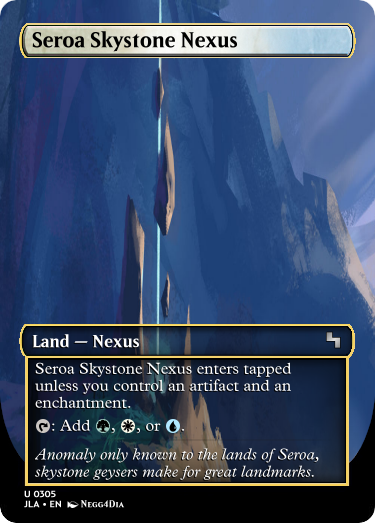 Seroa Skystone Nexus
Land — Nexus
Seroa Skystone Nexus enters tapped
unless you control an artifact and an
enchantment.
: Add , , or .
Anomaly only known to the lands of Seroa,
skystone geysers make for great landmarks.
U 0305
JLA • EN Negg4Dia